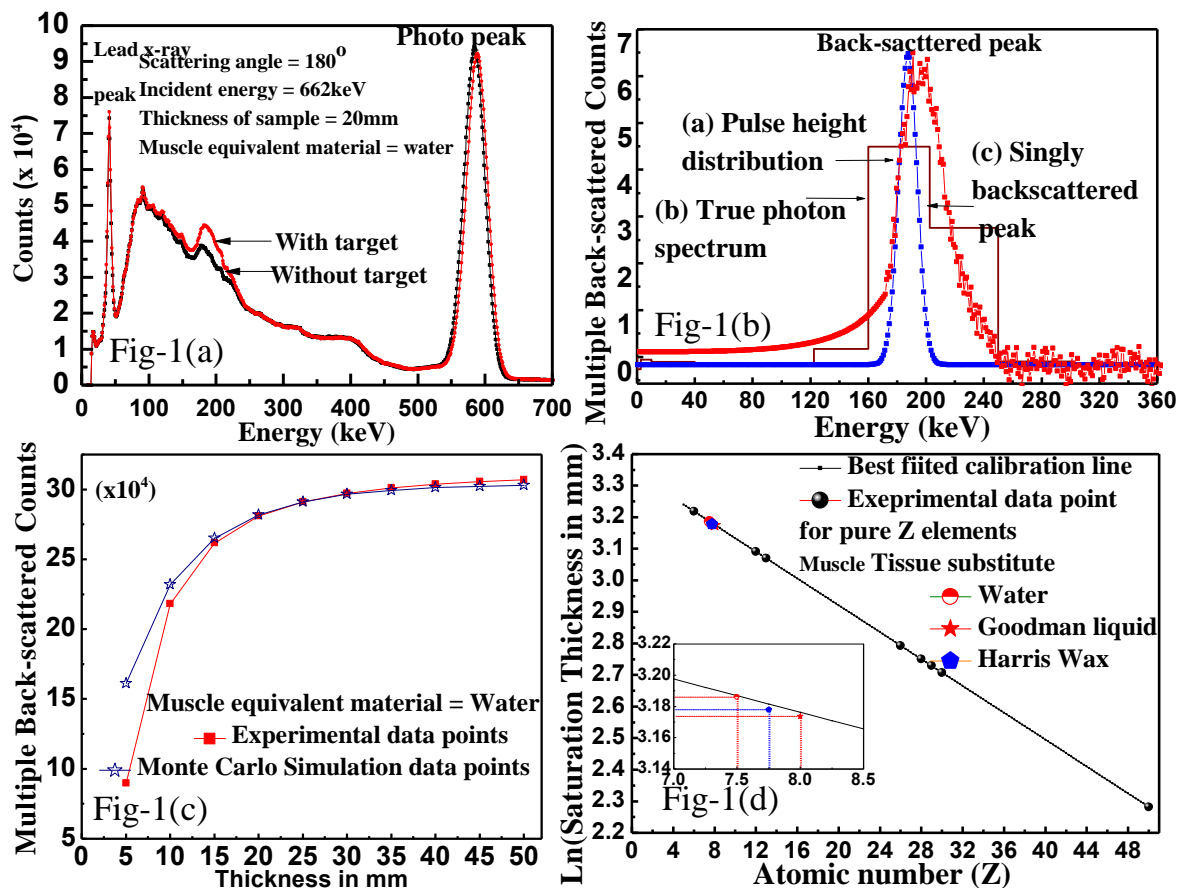 Counts (x 10⁴)
10
9
8
7
6
5
4
3
2
1
0
Lead x-ray
peak
Scattering angle = 180°
Incident energy = 662keV
Thickness of sample = 20mm
Muscle equivalent material = water
Photo peak
With target
Without target
Fig-1(a)
0 100 200 300 400 500 600 700
Energy (keV)
Multiple Back-scattered Counts
7
6
5
4
3
2
1
0
Back-sacttered peak
(a) Pulse height
distribution
(b) True photon
spectrum
(c) Singly
backscattered
peak
Fig-1(b)
0 40 80 120 160 200 240 280 320 360
Energy (keV)
Multiple Back-scattered Counts
(x10⁴)
30
25
20
15
10
5
Muscle equivalent material = Water
Experimental data points
Monte Carlo Simulation data points
Fig-1(c)
0 5 10 15 20 25 30 35 40 45 50
Thickness in mm
Ln(Saturation Thickness in mm)
3.4
3.3
3.2
3.1
3.0
2.9
2.8
2.7
2.6
2.5
2.4
2.3
2.2
Best fiited calibration line
Exeprimental data point
for pure Z elements
Muscle Tissue substitute
Water
Goodman liquid
Harris Wax
3.22
3.20
3.18
3.16
3.14
7.0 7.5 8.0 8.5
Fig-1(d)
0 4 8 12 16 20 24 28 32 36 40 44 48
Atomic number (Z)